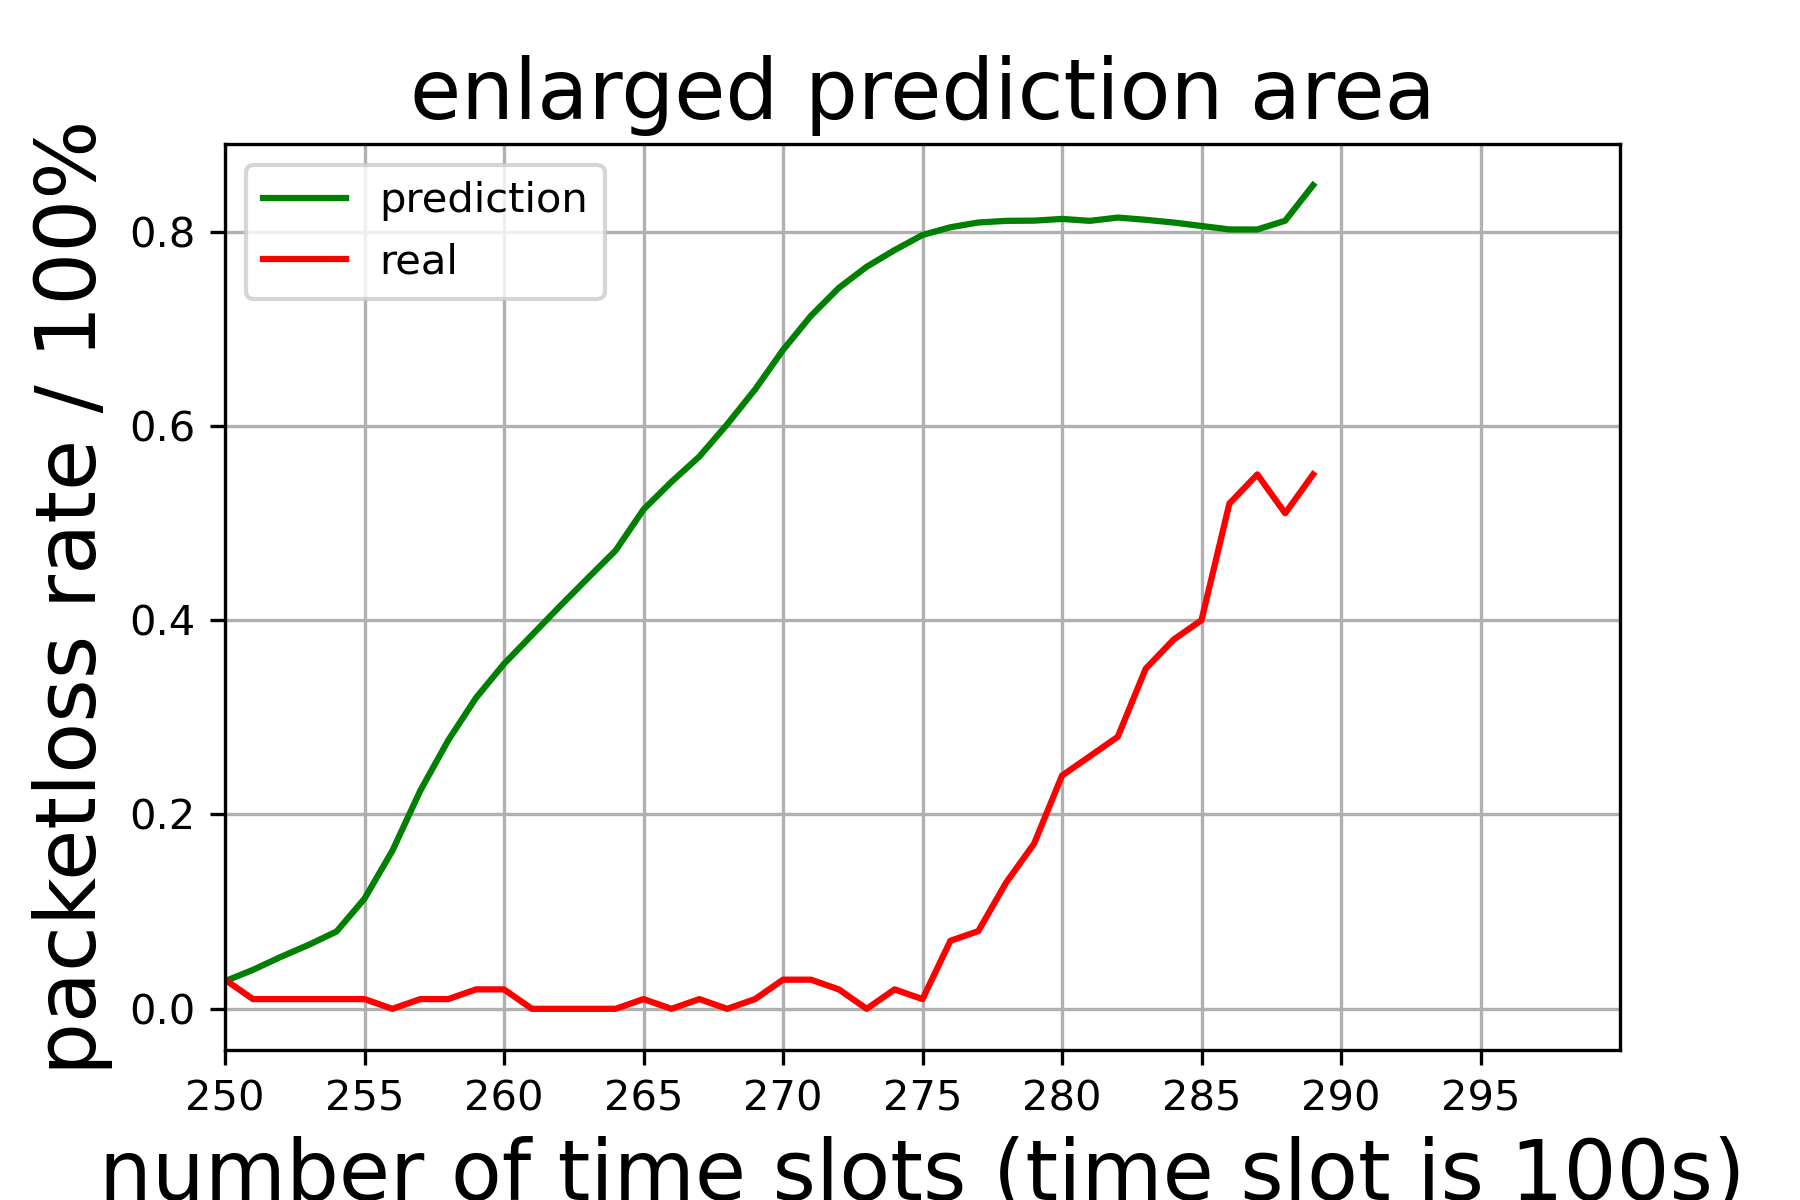 enlarged prediction area
packetloss rate / 100%
prediction
real
0.8
0.6
0.4
0.2
0.0
250 255 260 265 270 275 280 285 290 295
number of time slots (time slot is 100s)